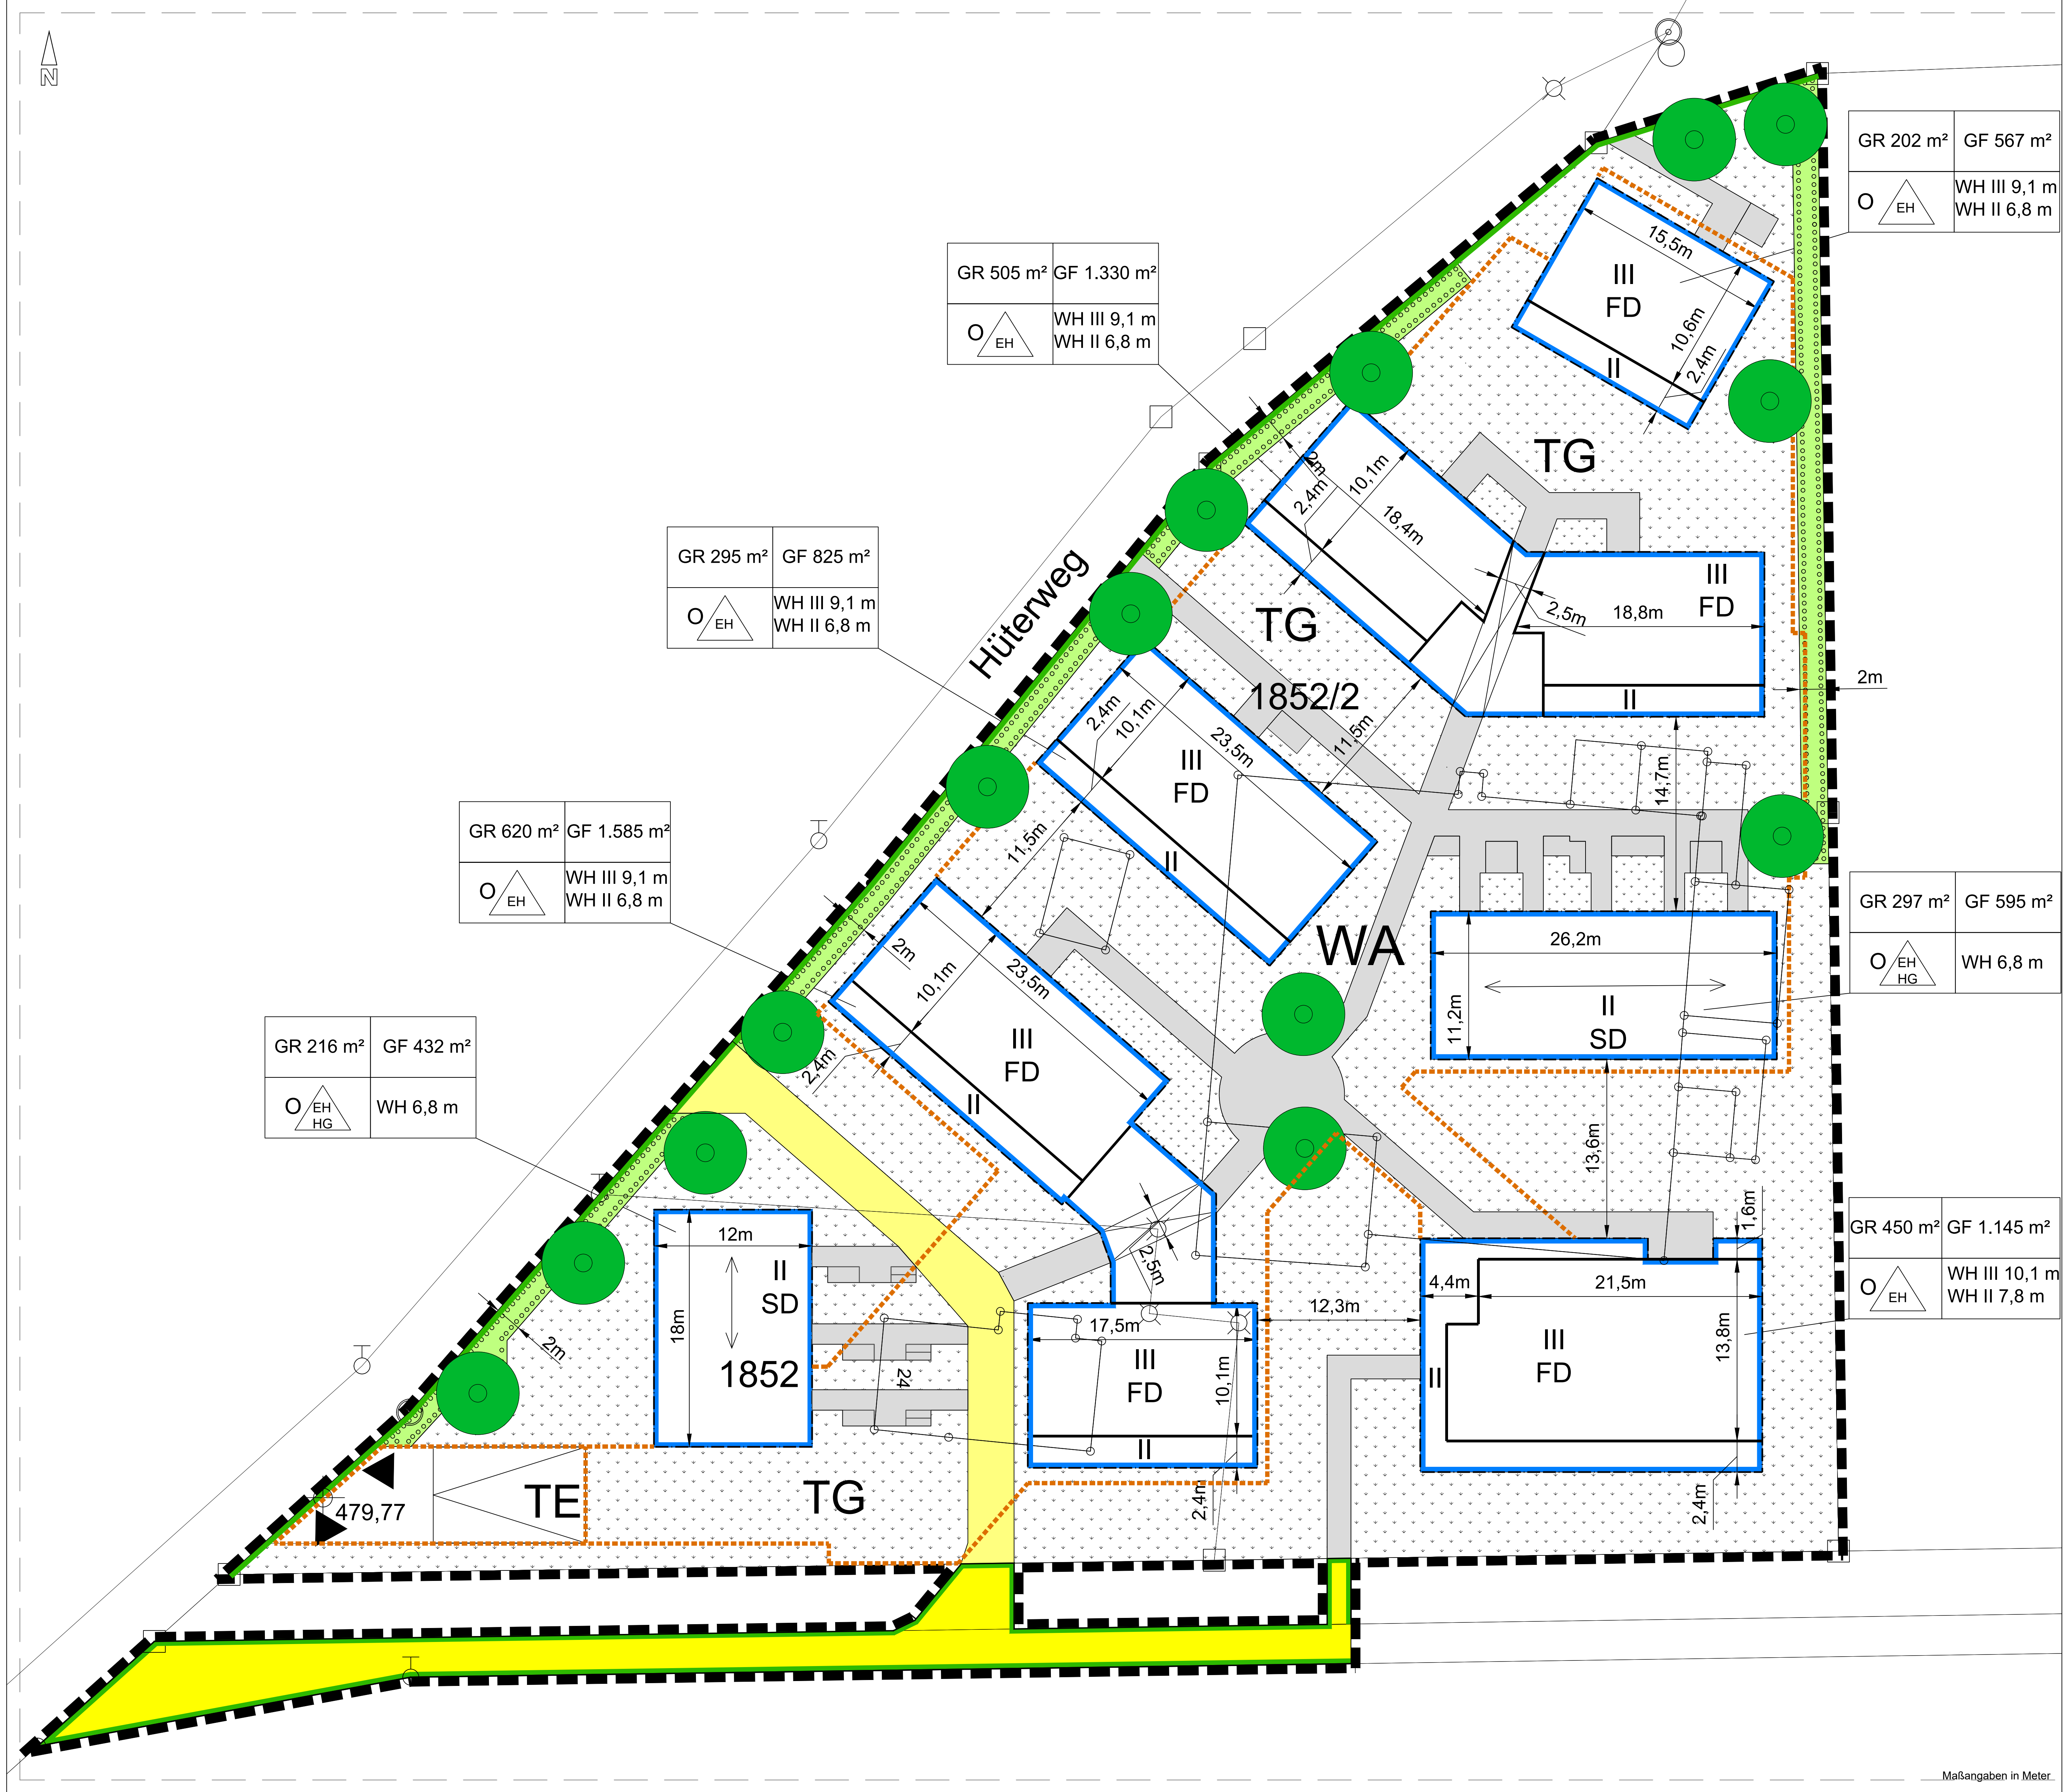 N
GR 202 m² GF 567 m²
O EH WH III 9,1 m
WH II 6,8 m
GR 505 m² GF 1.330 m²
O EH WH III 9,1 m
WH II 6,8 m
GR 295 m² GF 825 m²
O EH WH III 9,1 m
WH II 6,8 m
GR 620 m² GF 1.585 m²
O EH WH III 9,1 m
WH II 6,8 m
GR 216 m² GF 432 m²
O EH
HG WH 6,8 m
GR 297 m² GF 595 m²
O EH
HG WH 6,8 m
GR 450 m² GF 1.145 m²
O EH WH III 10,1 m
WH II 7,8 m
Hüterweg
15,5m
III
FD
10,6m
2,4m
II
TG
2m
10,1m
2,4m
18,4m
III
FD
2,5m
18,8m
II
2m
TG
1852/2
11,5m
14,7m
2,4m
10,1m
23,5m
III
FD
II
11,5m
WA
26,2m
11,2m
II
SD
2m
10,1m
23,5m
III
FD
2,4m
II
13,6m
12m
II
SD
18m
1852
24
2m
2,5m
17,5m
III
FD
10,1m
II
2,4m
12,3m
1,6m
4,4m
21,5m
III
FD
13,8m
II
2,4m
TE
TG
479,77
Maßangaben in Meter